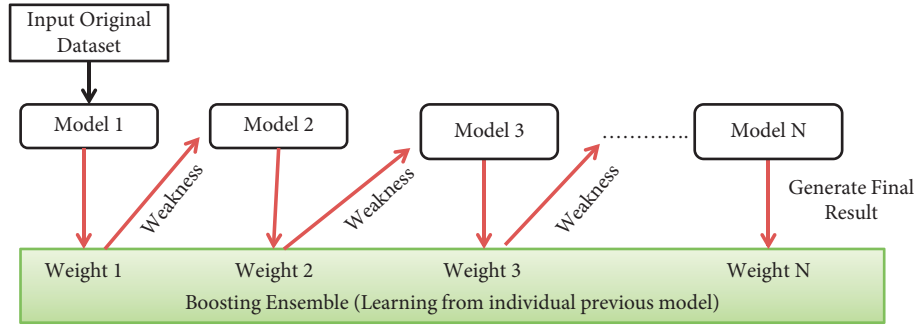 Input Original
Dataset
Model 1
Model 2
Model 3
.............
Model N
Weakness
Weakness
Weakness
Generate Final
Result
Weight 1
Weight 2
Weight 3
Weight N
Boosting Ensemble (Learning from individual previous model)